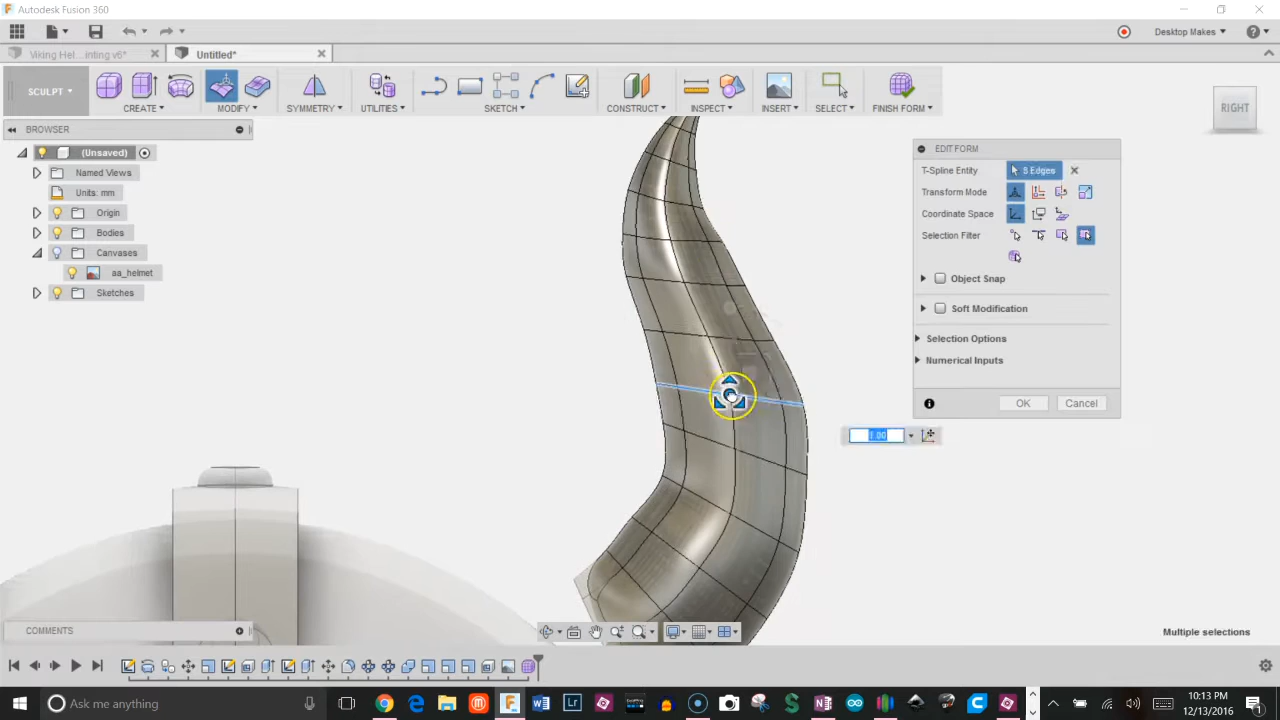 Autodesk Fusion 360
Desktop Makes
Viking Hel...inting v6*
Untitled*
SCULPT
CREATE
MODIFY
SYMMETRY
UTILITIES
SKETCH
CONSTRUCT
INSPECT
INSERT
SELECT
FINISH FORM
BROWSER
(Unsaved)
Named Views
Units: mm
Origin
Bodies
Canvases
aa_helmet
Sketches
RIGHT
EDIT FORM
T-Spline Entity
8 Edges
Transform Mode
Coordinate Space
Selection Filter
Object Snap
Soft Modification
Selection Options
Numerical Inputs
OK
Cancel
1.00
COMMENTS
Multiple selections
Ask me anything
10:13 PM
12/13/2016